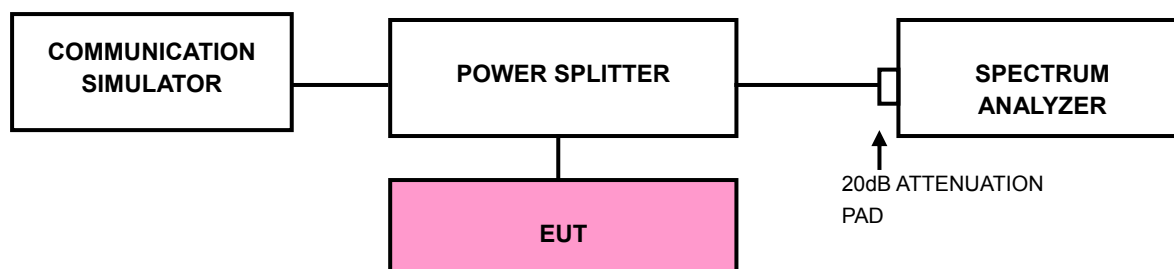 COMMUNICATION
SIMULATOR
POWER SPLITTER
SPECTRUM
ANALYZER
20dB ATTENUATION
PAD
EUT